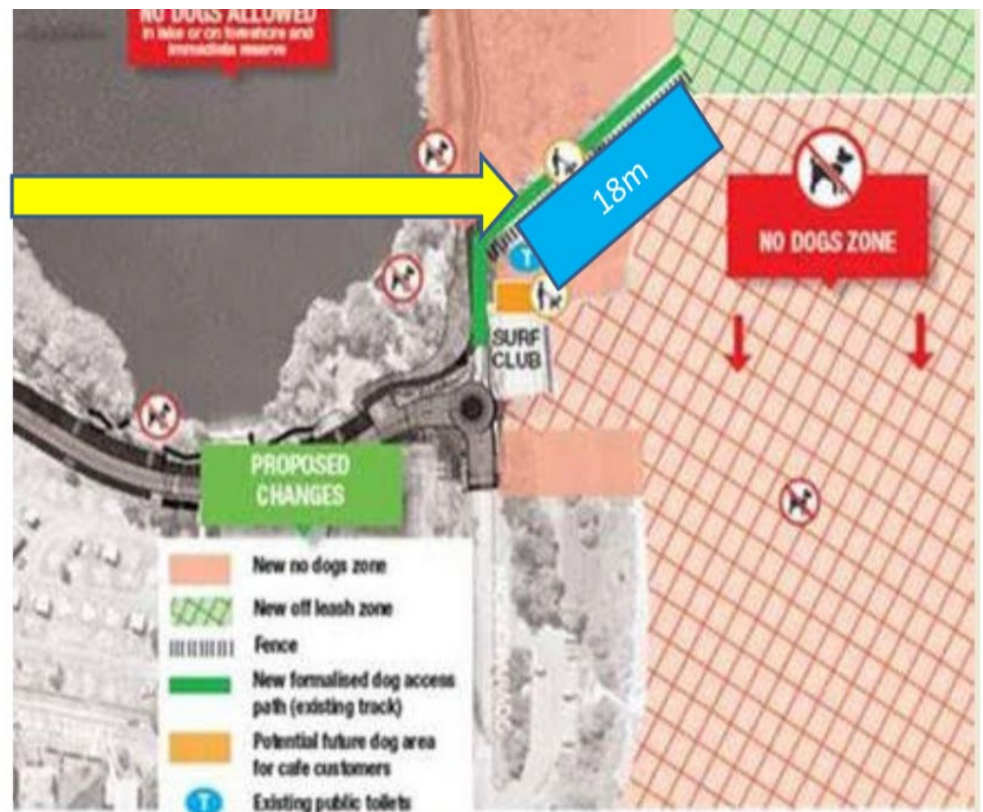 NO DOGS ALLOWED
in lake or on foreshore and
immediate reserve
18m
T
NO DOGS ZONE
SURF
CLUB
PROPOSED
CHANGES
New no dogs zone
New off leash zone
Fence
New formalised dog access
path (existing track)
Potential future dog area
for cafe customers
T
Existing public toilets